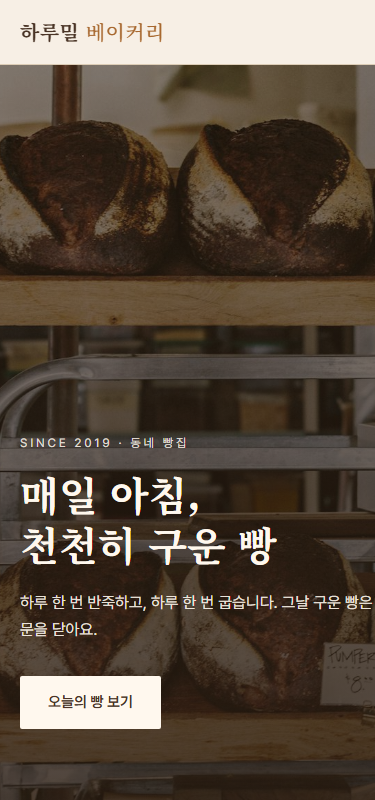 하루밀 베이커리
SINCE 2019 · 동네 빵집
매일 아침,
천천히 구운 빵
하루 한 번 반죽하고, 하루 한 번 굽습니다. 그날 구운 빵은
문을 닫아요.
오늘의 빵 보기